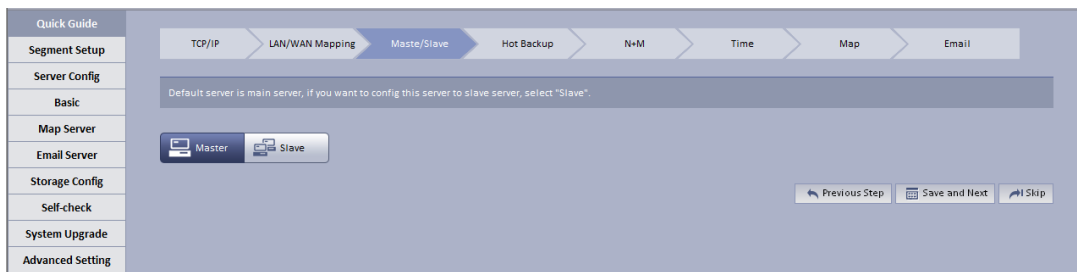 Quick Guide
Segment Setup
Server Config
Basic
Map Server
Email Server
Storage Config
Self-check
System Upgrade
Advanced Setting
TCP/IP LAN/WAN Mapping Maste/Slave Hot Backup N+M Time Map Email
Default server is main server, if you want to config this server to slave server, select "Slave".
Master Slave
Previous Step Save and Next Skip